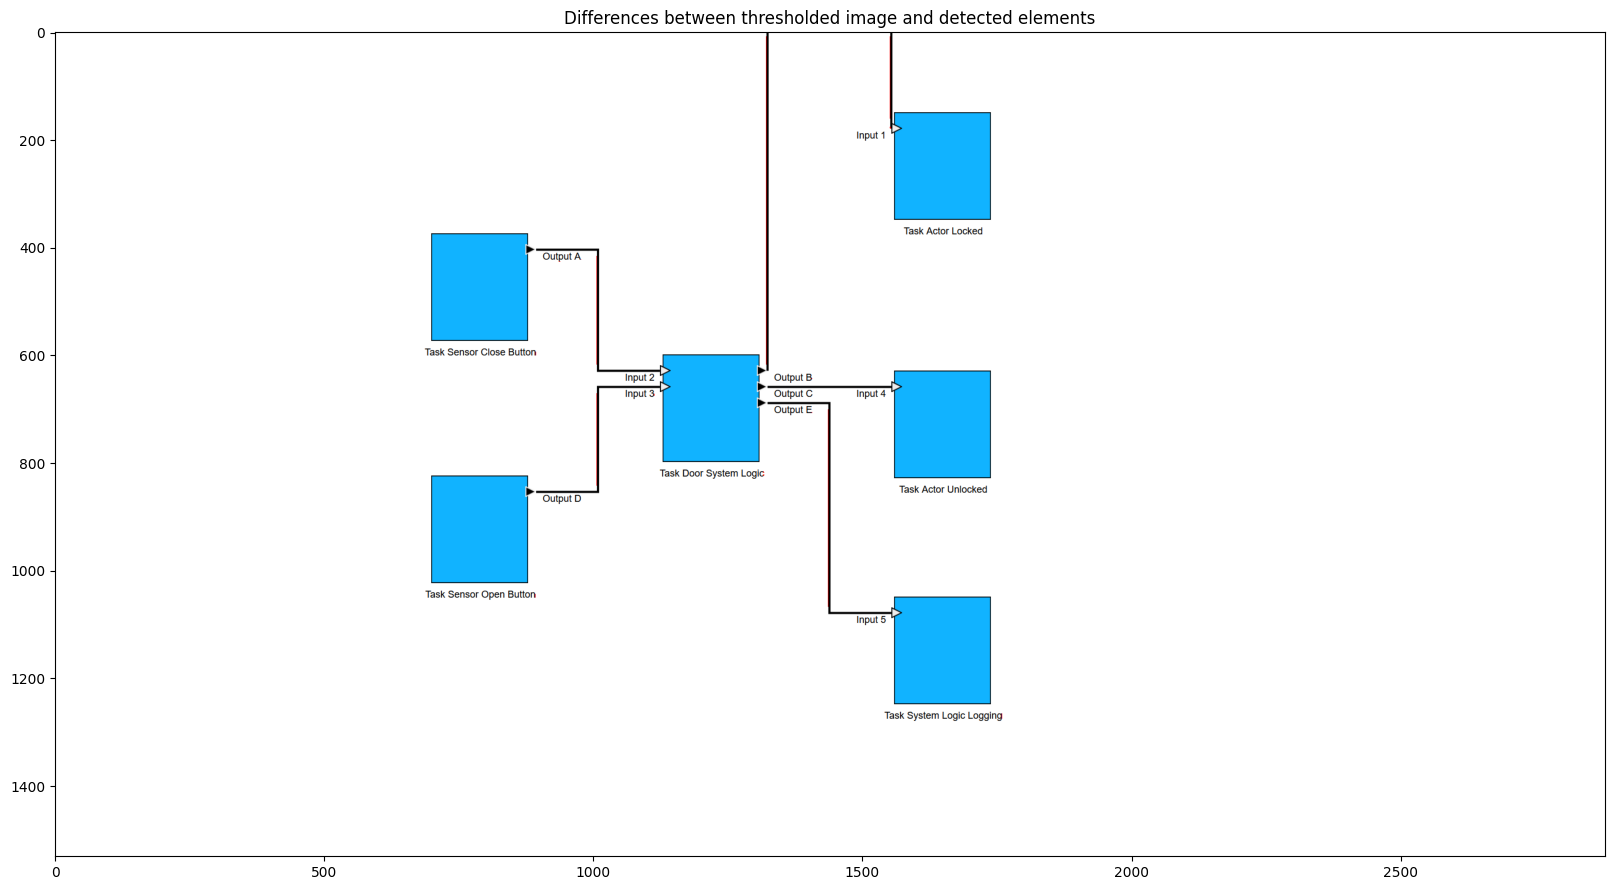 Differences between thresholded image and detected elements
0
200
400
600
800
1000
1200
1400
Input 1
Task Actor Locked
Output A
Task Sensor Close Button
Input 2
Output B
Input 3
Output C
Input 4
Output E
Task Door System Logic
Task Actor Unlocked
Output D
Task Sensor Open Button
Input 5
Task System Logic Logging
0
500
1000
1500
2000
2500